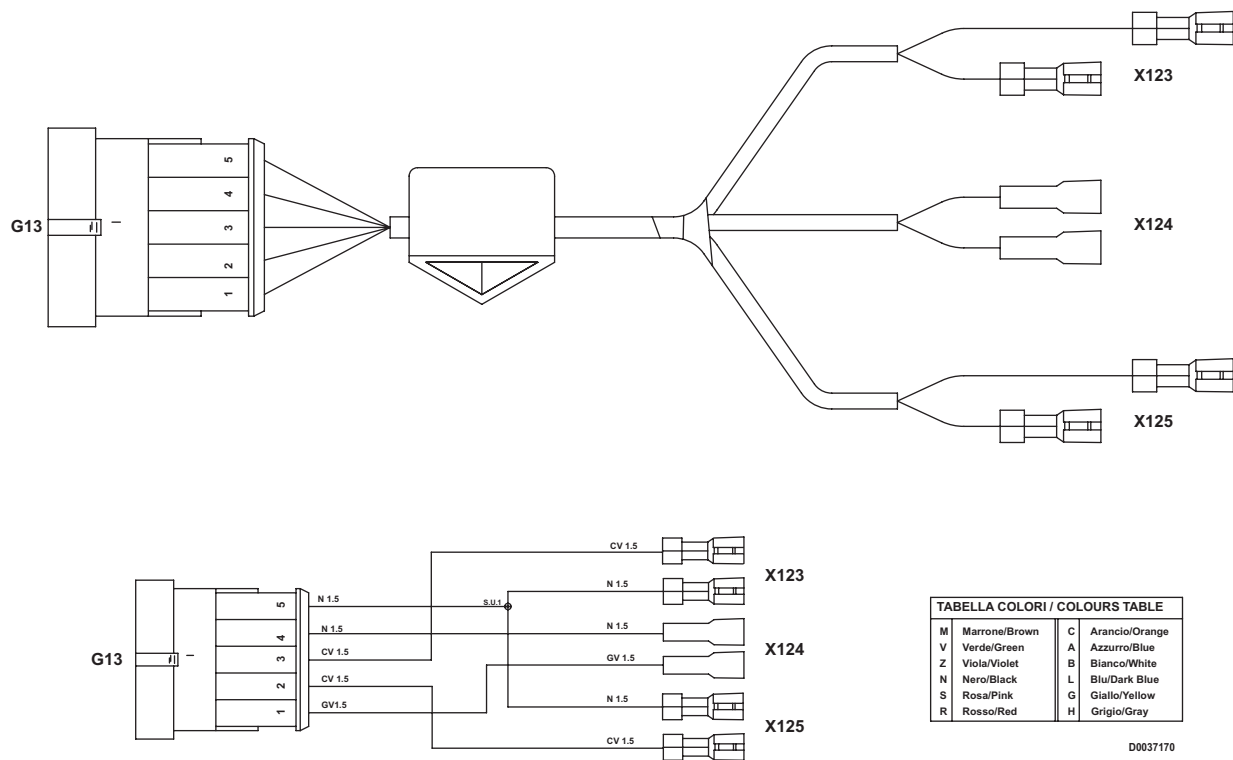 X123
5
4
3
2
1
G13
X124
X125
CV 1.5
X123
N 1.5
N 1.5
S.U.1
5
4
3
2
1
G13
N 1.5
N 1.5
X124
CV 1.5
GV 1.5
CV 1.5
GV1.5
N 1.5
X125
CV 1.5
TABELLA COLORI / COLOURS TABLE
M Marrone/Brown C Arancio/Orange
V Verde/Green A Azzurro/Blue
Z Viola/Violet B Bianco/White
N Nero/Black L Blu/Dark Blue
S Rosa/Pink G Giallo/Yellow
R Rosso/Red H Grigio/Gray
D0037170